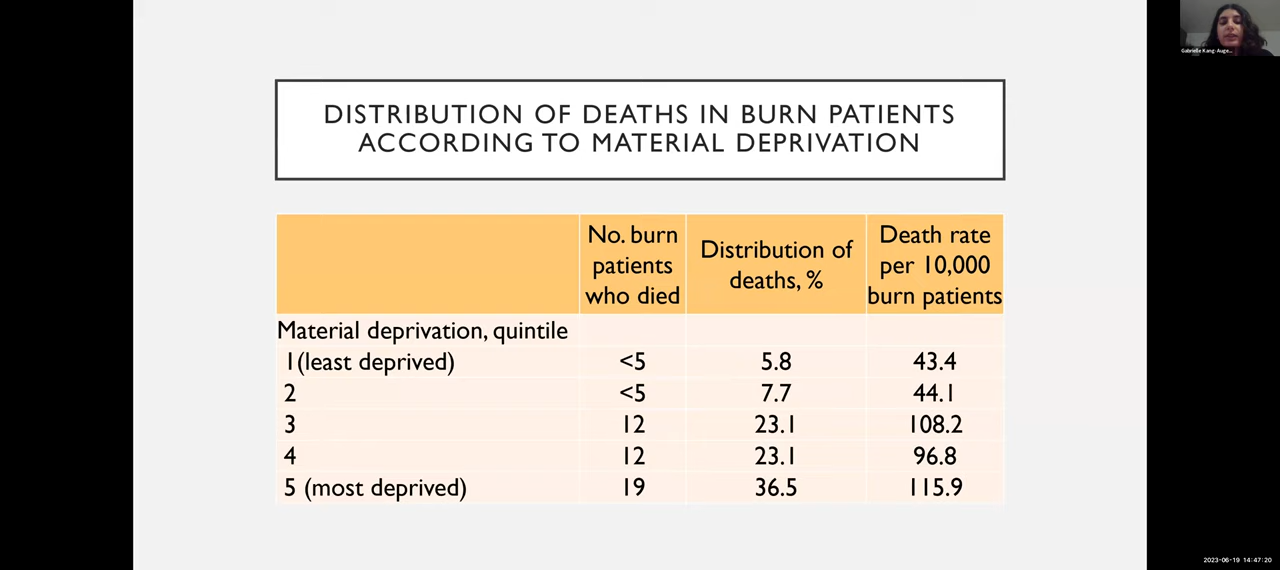 Gabrielle Kang-Auge...
DISTRIBUTION OF DEATHS IN BURN PATIENTS
ACCORDING TO MATERIAL DEPRIVATION
No. burn patients who died Distribution of deaths, % Death rate per 10,000 burn patients
Material deprivation, quintile
1(least deprived) <5 5.8 43.4
2 <5 7.7 44.1
3 12 23.1 108.2
4 12 23.1 96.8
5 (most deprived) 19 36.5 115.9
2023-06-19 14:47:20